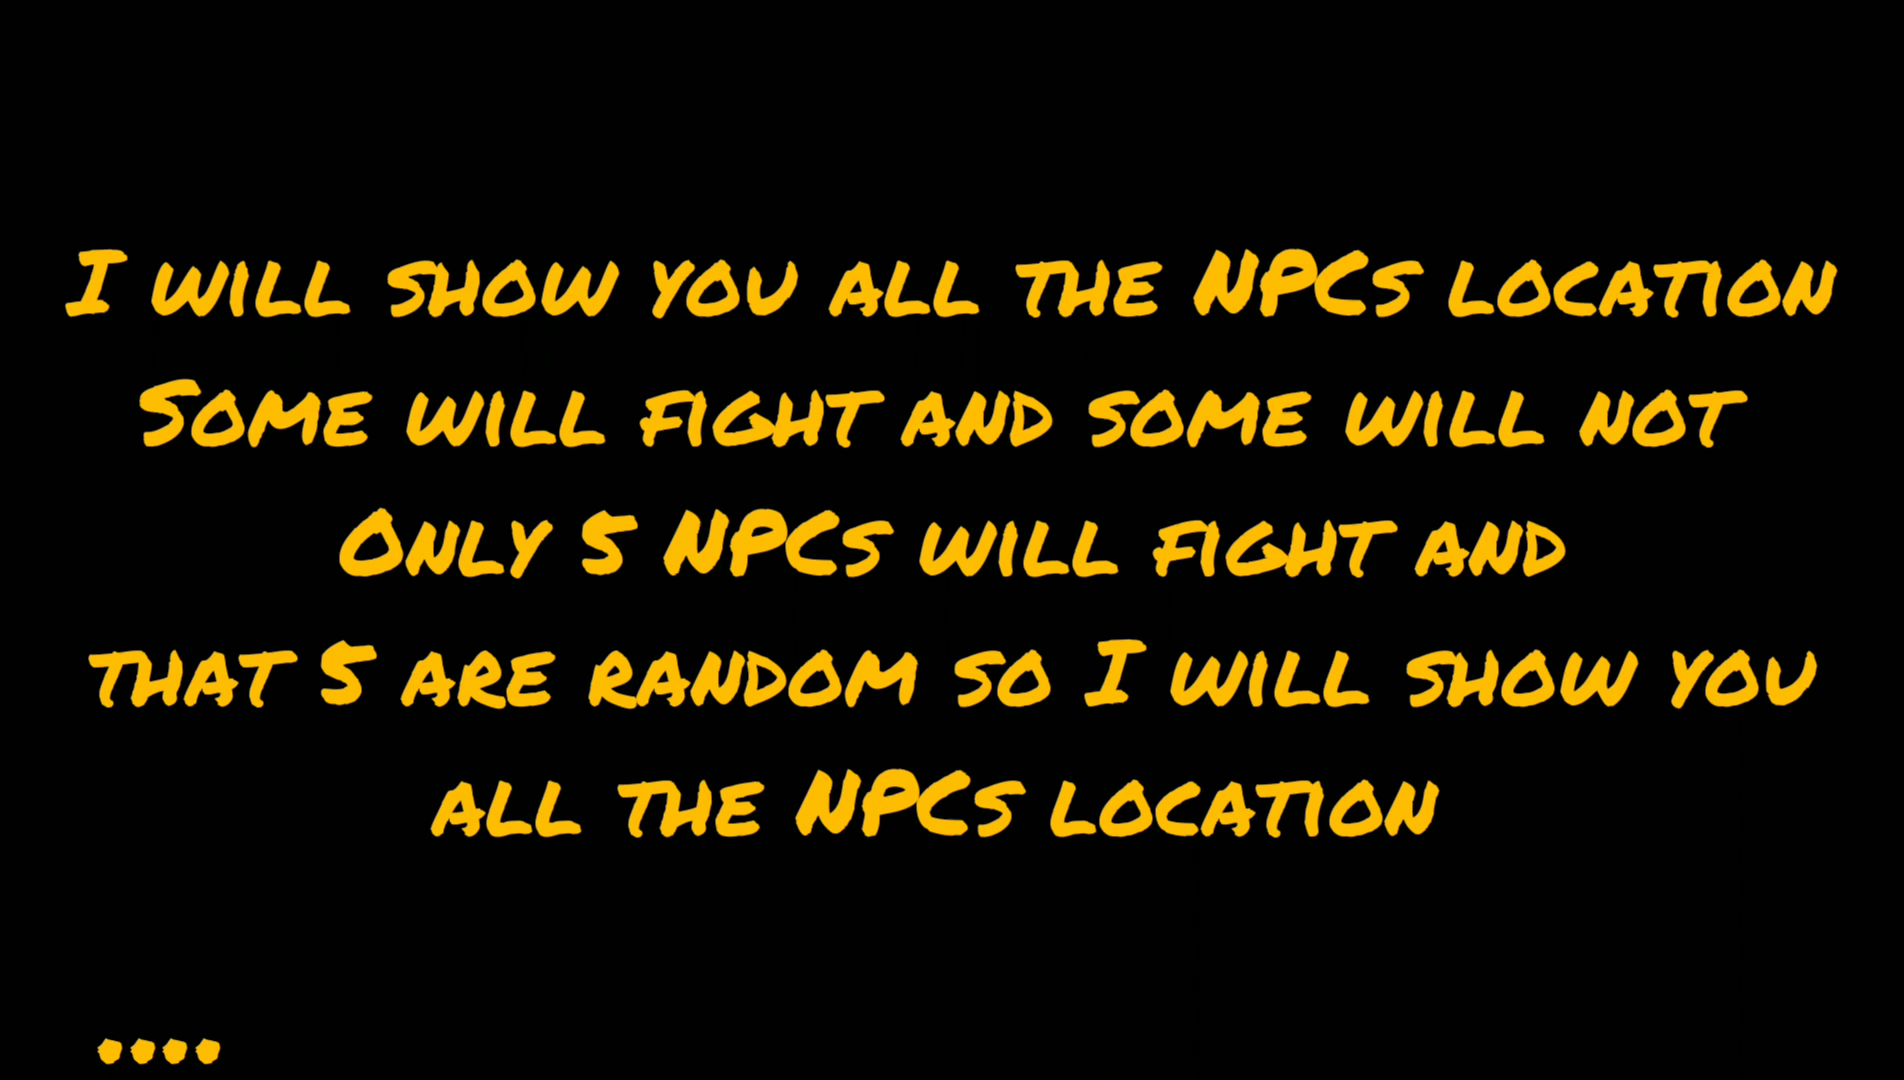 I will show you all the NPCs location
Some will fight and some will not
Only 5 NPCs will fight and
that 5 are random so I will show you
all the NPCs location
....